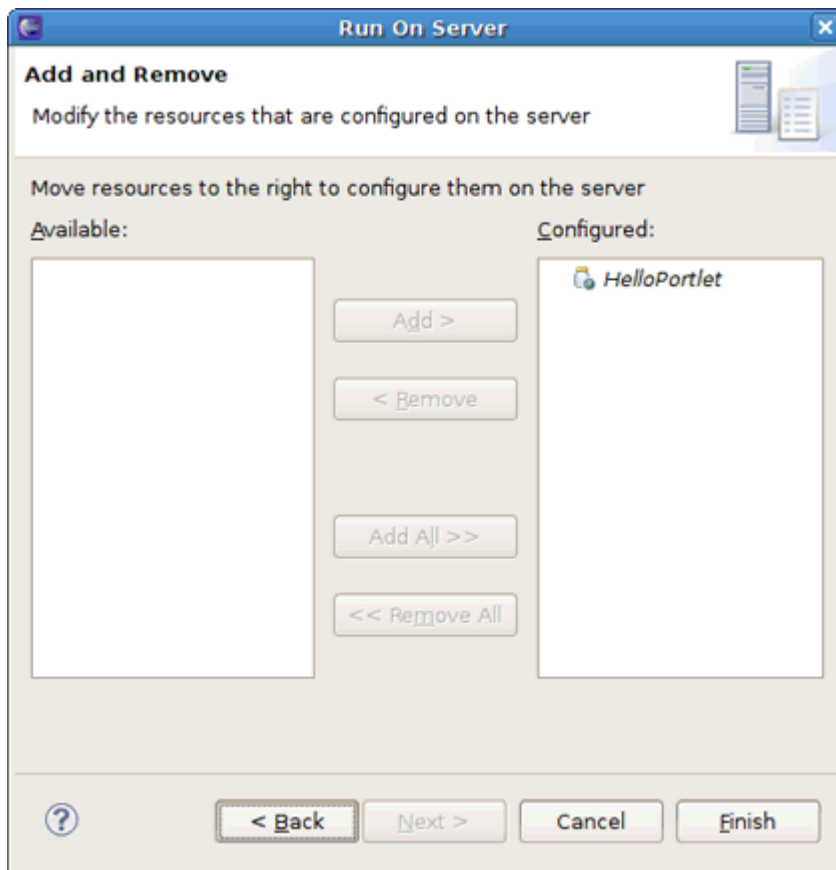 Run On Server
Add and Remove
Modify the resources that are configured on the server
Move resources to the right to configure them on the server
Available:
Configured:
HelloPortlet
Add >
< Remove
Add All >>
<< Remove All
? < Back Next > Cancel Finish